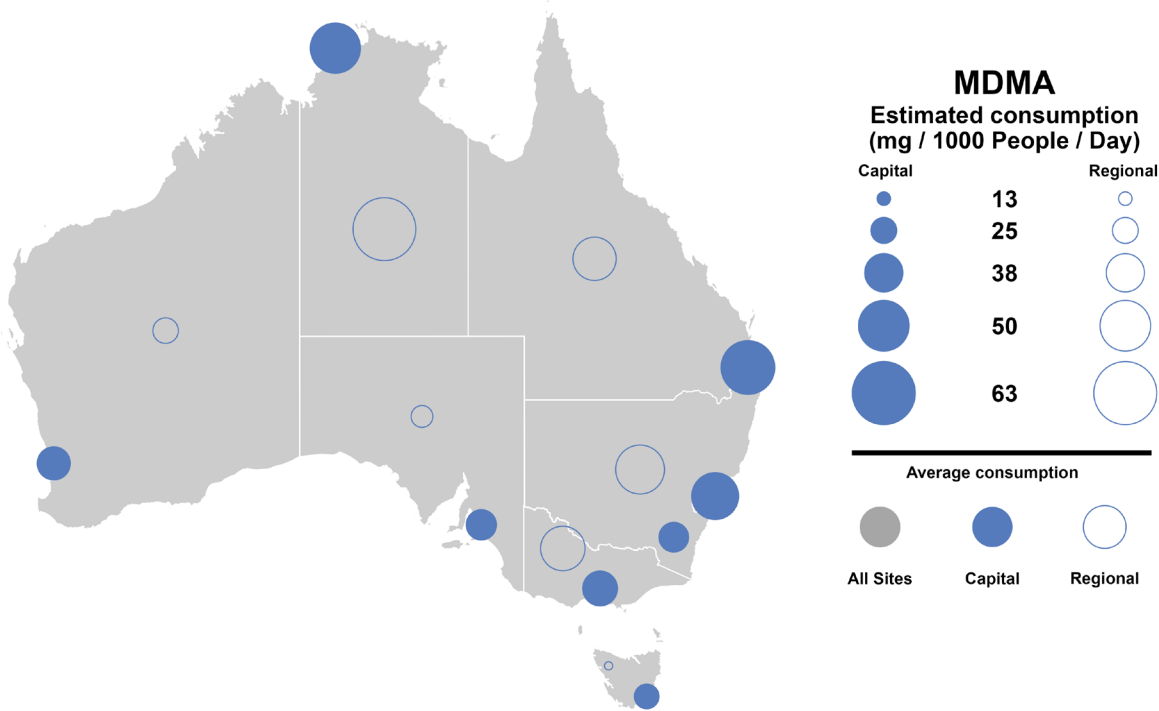 MDMA
Estimated consumption
(mg / 1000 People / Day)
Capital Regional
13
25
38
50
63
Average consumption
All Sites Capital Regional